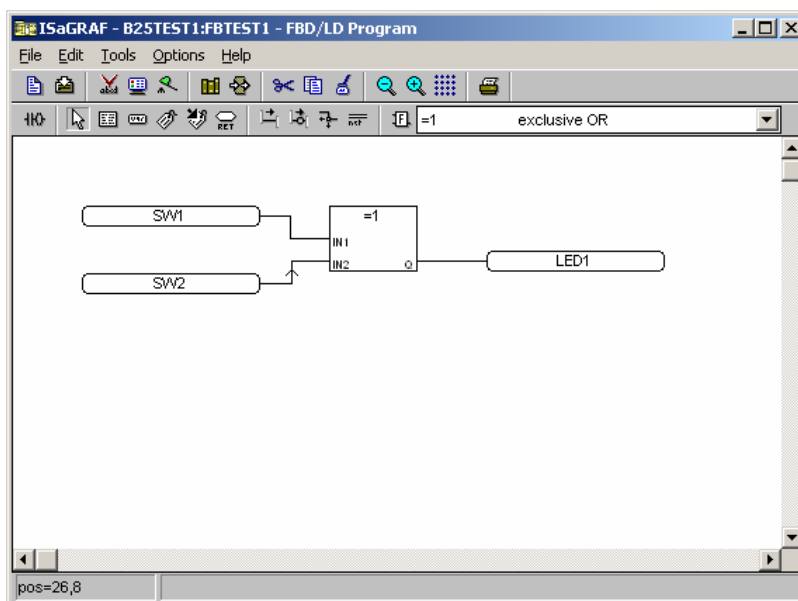 ISaGRAF - B25TEST1:FBTEST1 - FBD/LD Program
File Edit Tools Options Help
=1 exclusive OR
SW1
=1
IN1
IN2
Q
LED1
SW2
pos=26,8